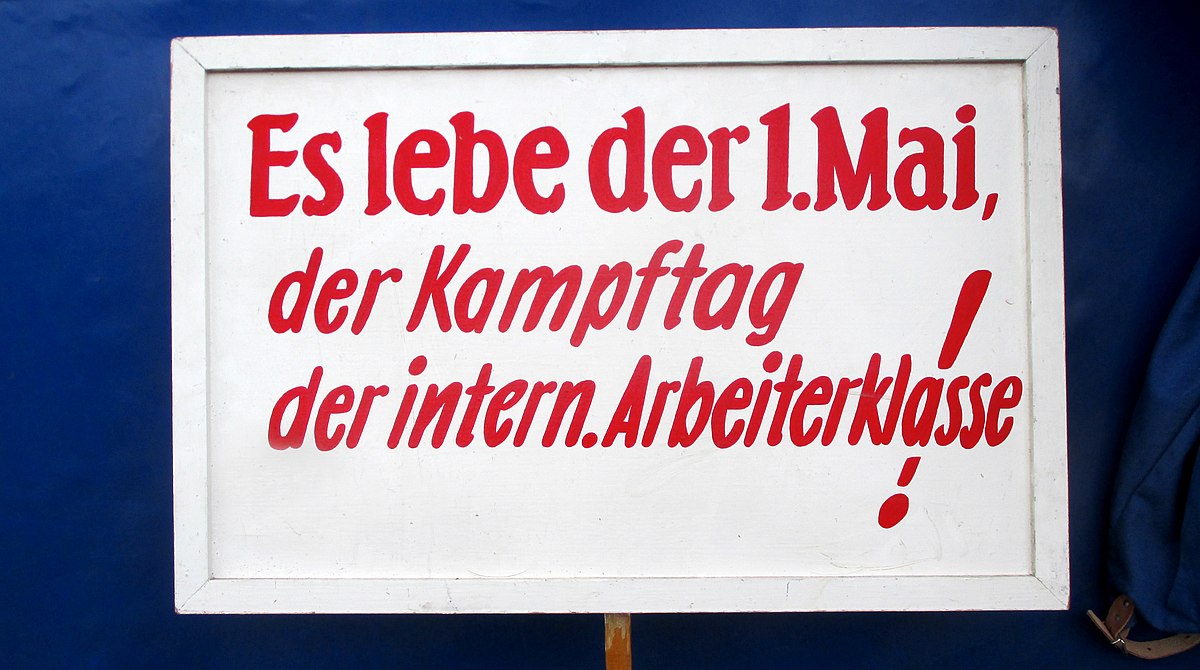 Es lebe der 1. Mai,
der Kampftag
der intern. Arbeiterklasse!